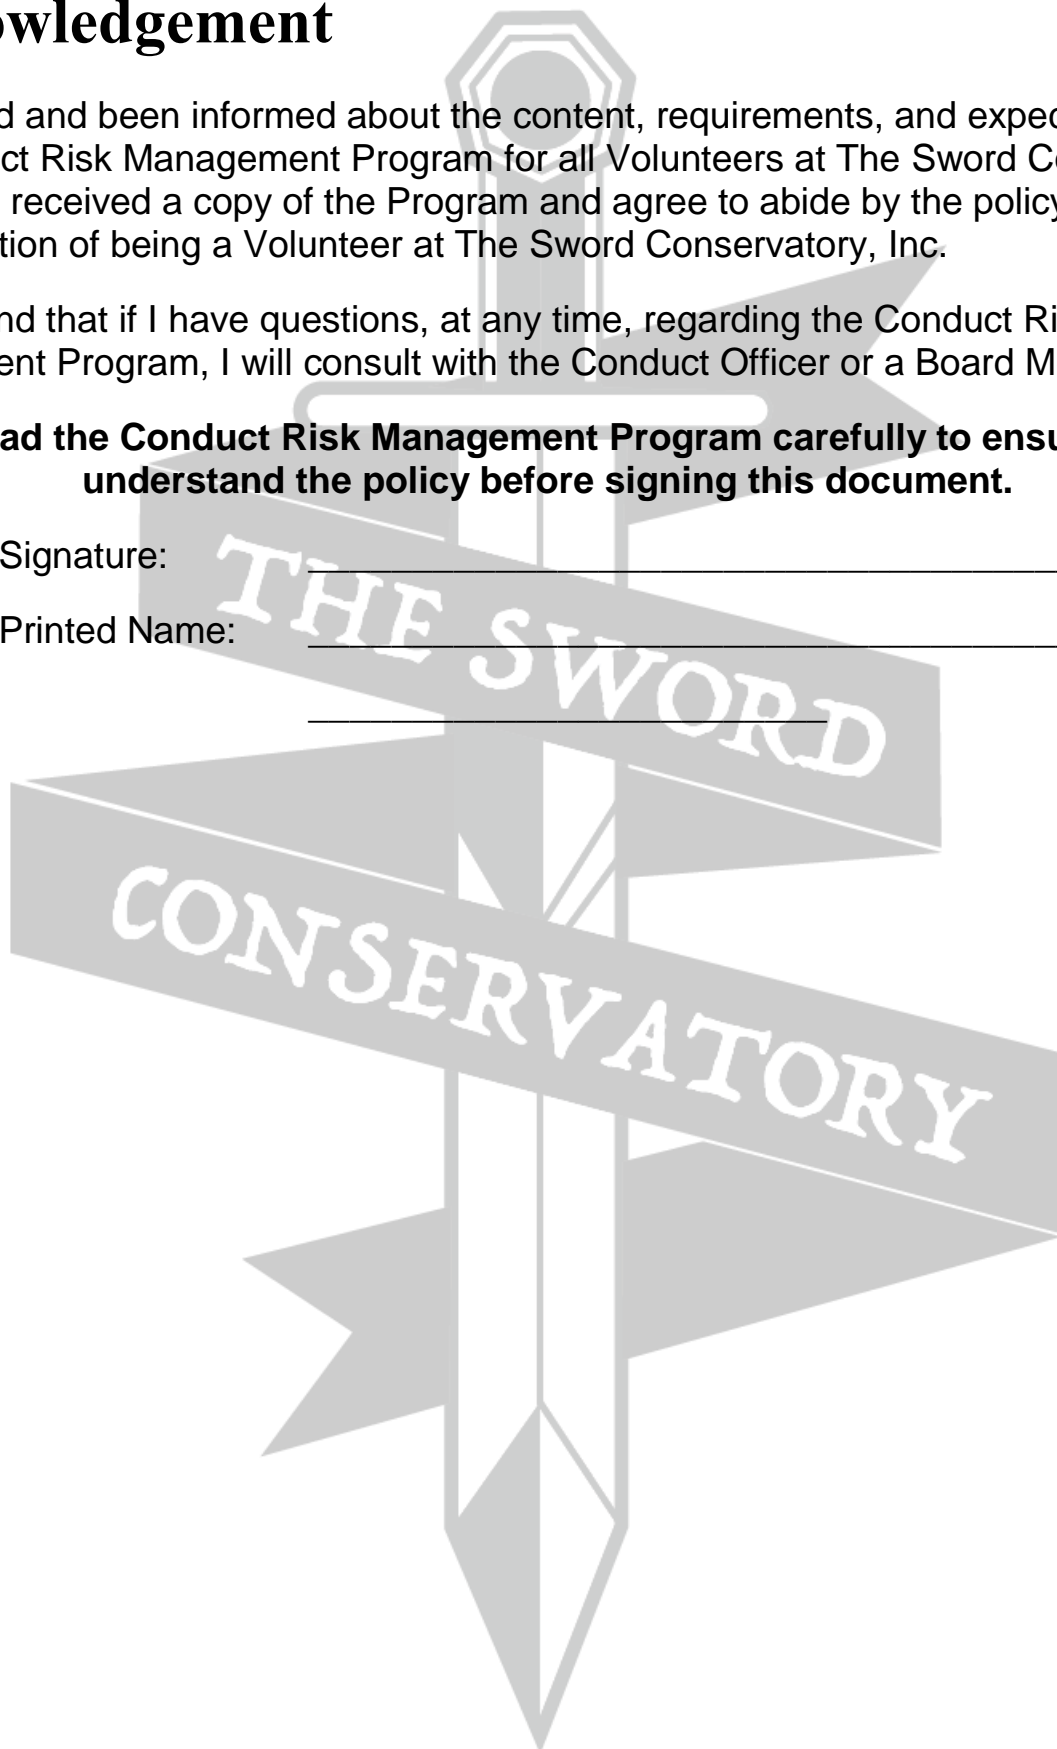 owledgement
d and been informed about the content, requirements, and expec
ct Risk Management Program for all Volunteers at The Sword Co
received a copy of the Program and agree to abide by the policy
tion of being a Volunteer at The Sword Conservatory, Inc.
nd that if I have questions, at any time, regarding the Conduct Ri
ent Program, I will consult with the Conduct Officer or a Board M
ad the Conduct Risk Management Program carefully to ensu
understand the policy before signing this document.
Signature: ____________________________________
Printed Name: ____________________________________
_________________________
THE SWORD
CONSERVATORY